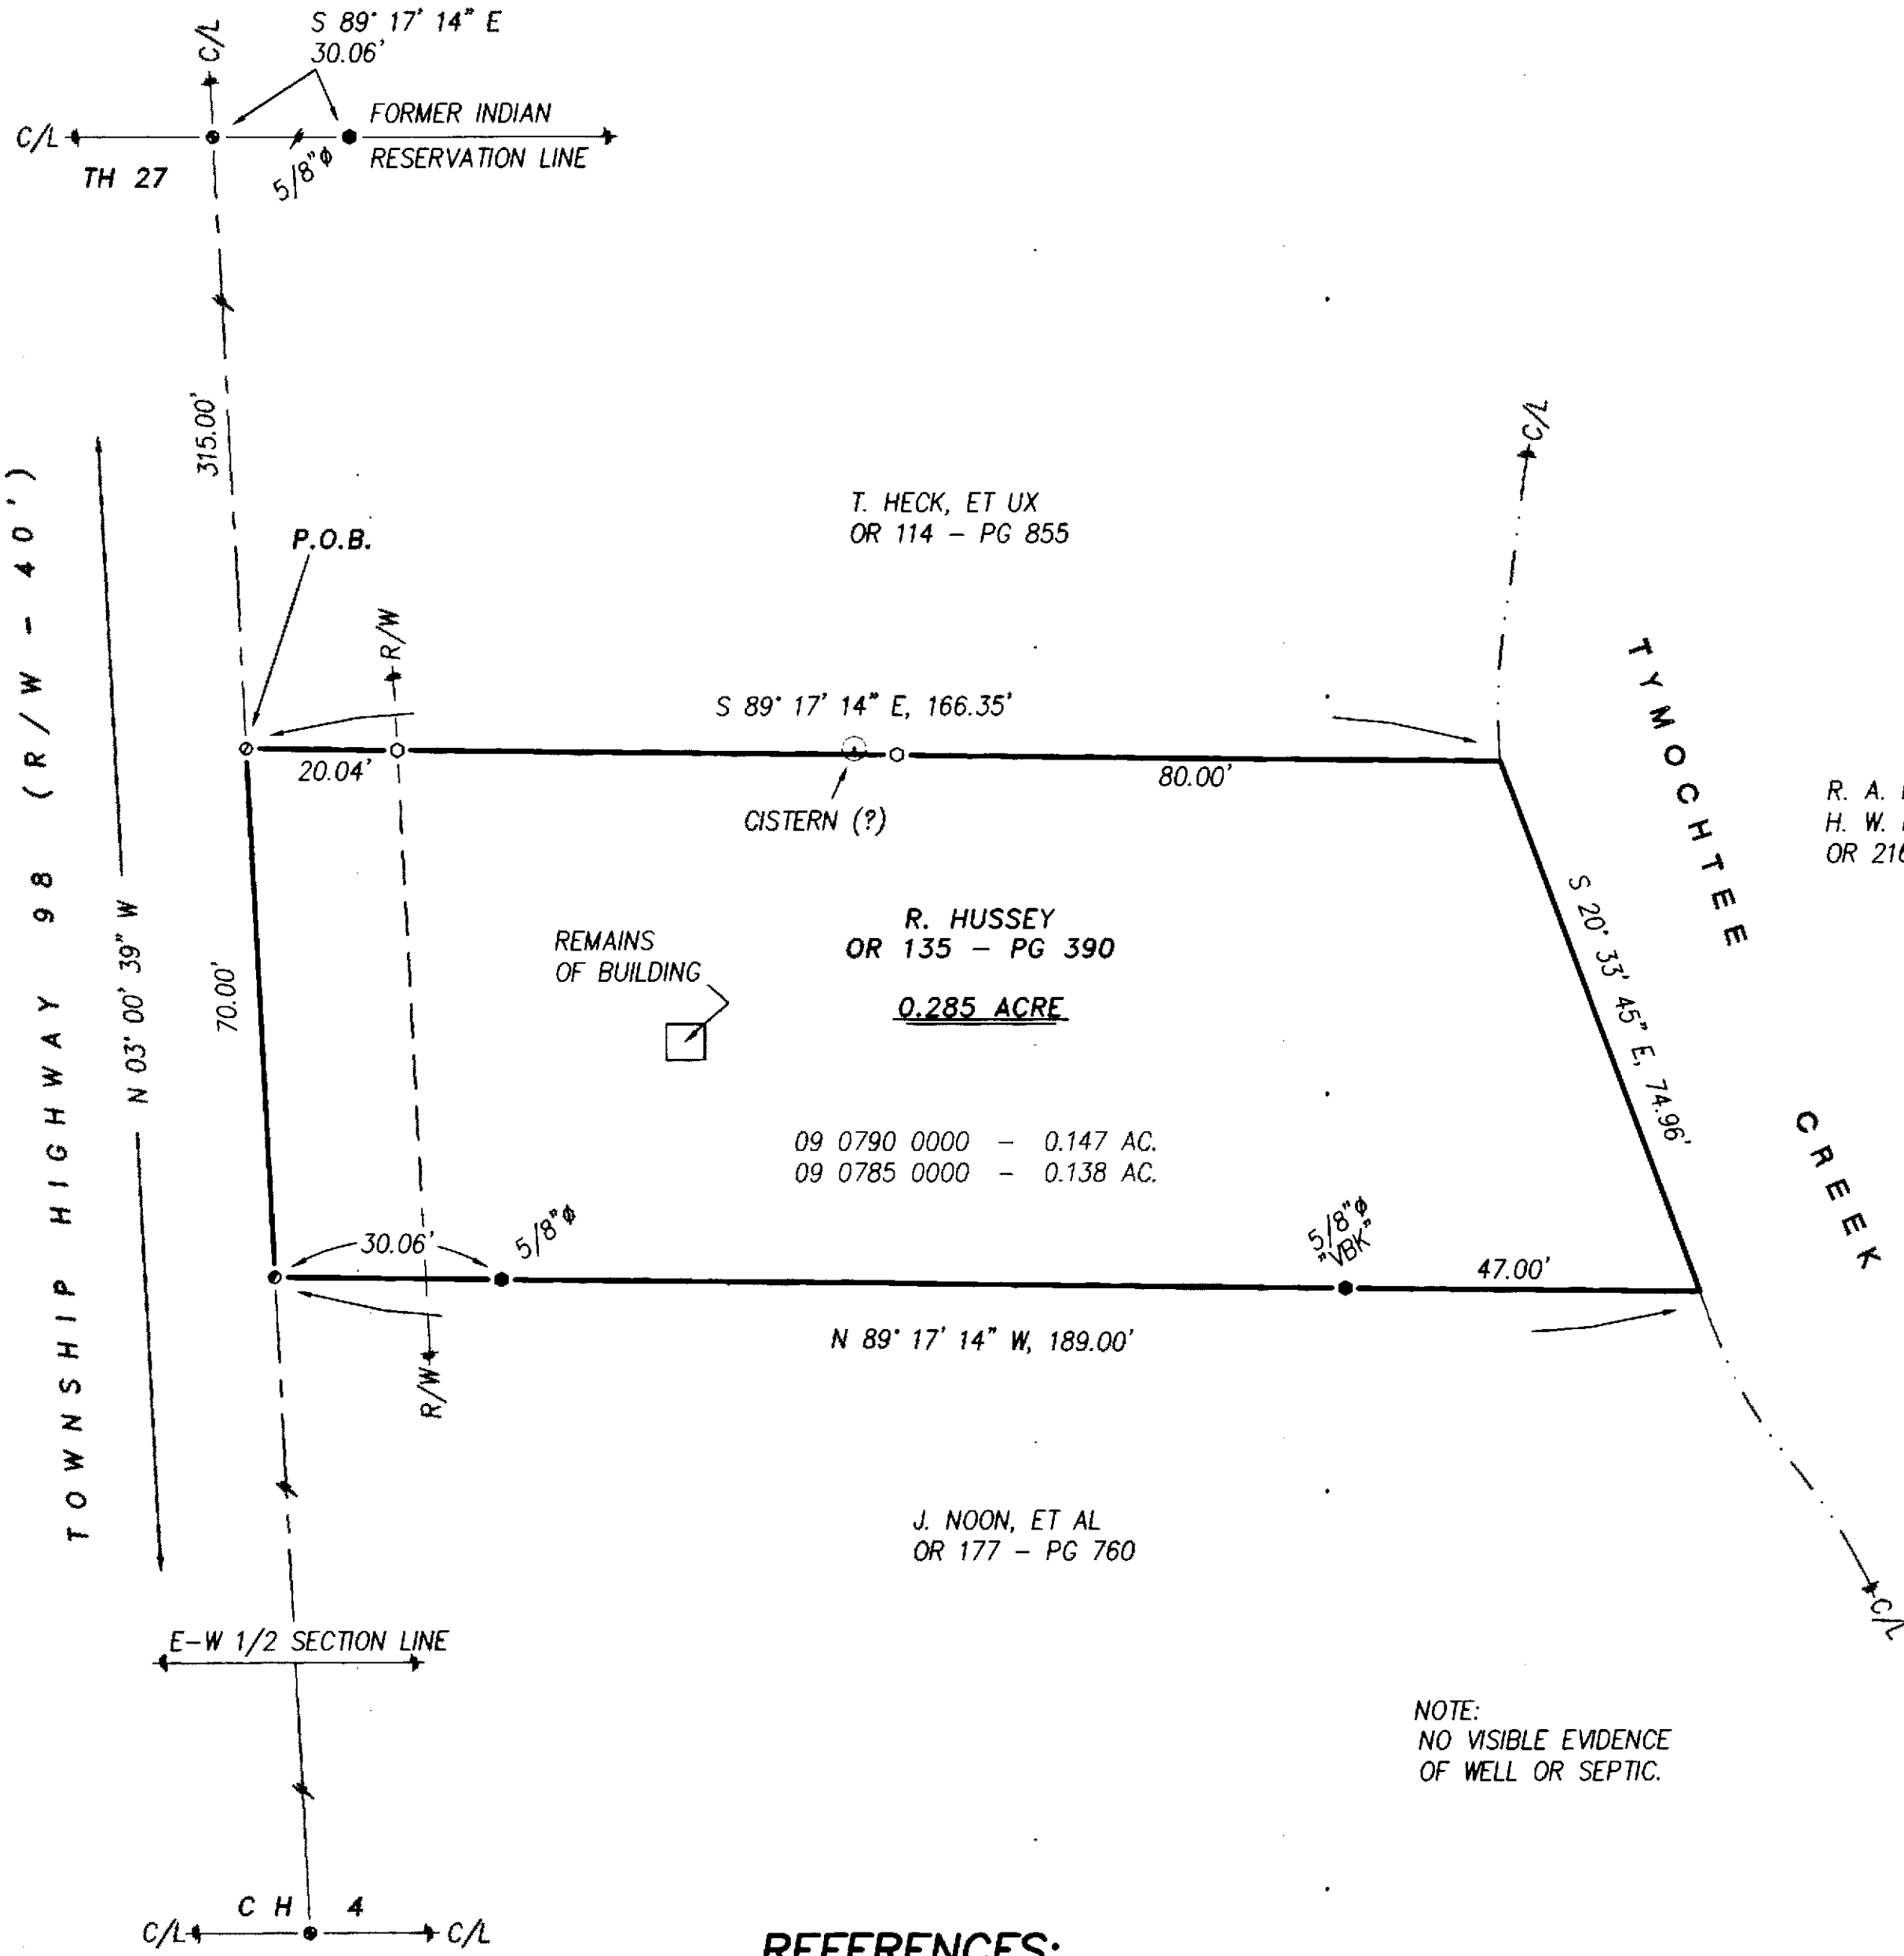 S 89° 17' 14" E
30.06'
C/L
C/L
FORMER INDIAN
RESERVATION LINE
TH 27
5/8"ϕ
315.00'
TOWNSHIP HIGHWAY 98 (R/W - 40')
N 03° 00' 39" W
P.O.B.
R/W
T. HECK, ET UX
OR 114 - PG 855
C/L
TYMOCHTEE CREEK
S 89° 17' 14" E, 166.35'
20.04'
80.00'
CISTERN (?)
R. A.
H. W.
OR 216
70.00'
REMAINS
OF BUILDING
R. HUSSEY
OR 135 - PG 390
0.285 ACRE
S 20° 33' 45" E, 74.96'
09 0790 0000 - 0.147 AC.
09 0785 0000 - 0.138 AC.
30.06'
5/8"ϕ
5/8"ϕ
"VBK"
47.00'
N 89° 17' 14" W, 189.00'
R/W
J. NOON, ET AL
OR 177 - PG 760
C/L
E-W 1/2 SECTION LINE
NOTE:
NO VISIBLE EVIDENCE
OF WELL OR SEPTIC.
C H 4
C/L
C/L
REFERENCES: